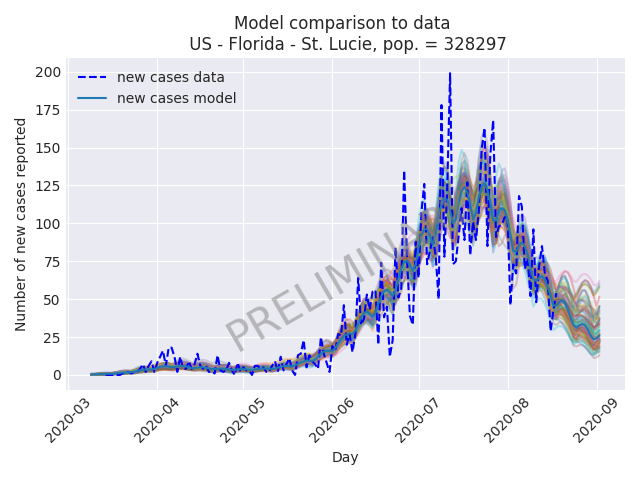 Model comparison to data
US - Florida - St. Lucie, pop. = 328297
new cases data
new cases model
200
175
150
125
100
75
50
25
0
Number of new cases reported
2020-03
2020-04
2020-05
2020-06
2020-07
2020-08
2020-09
Day